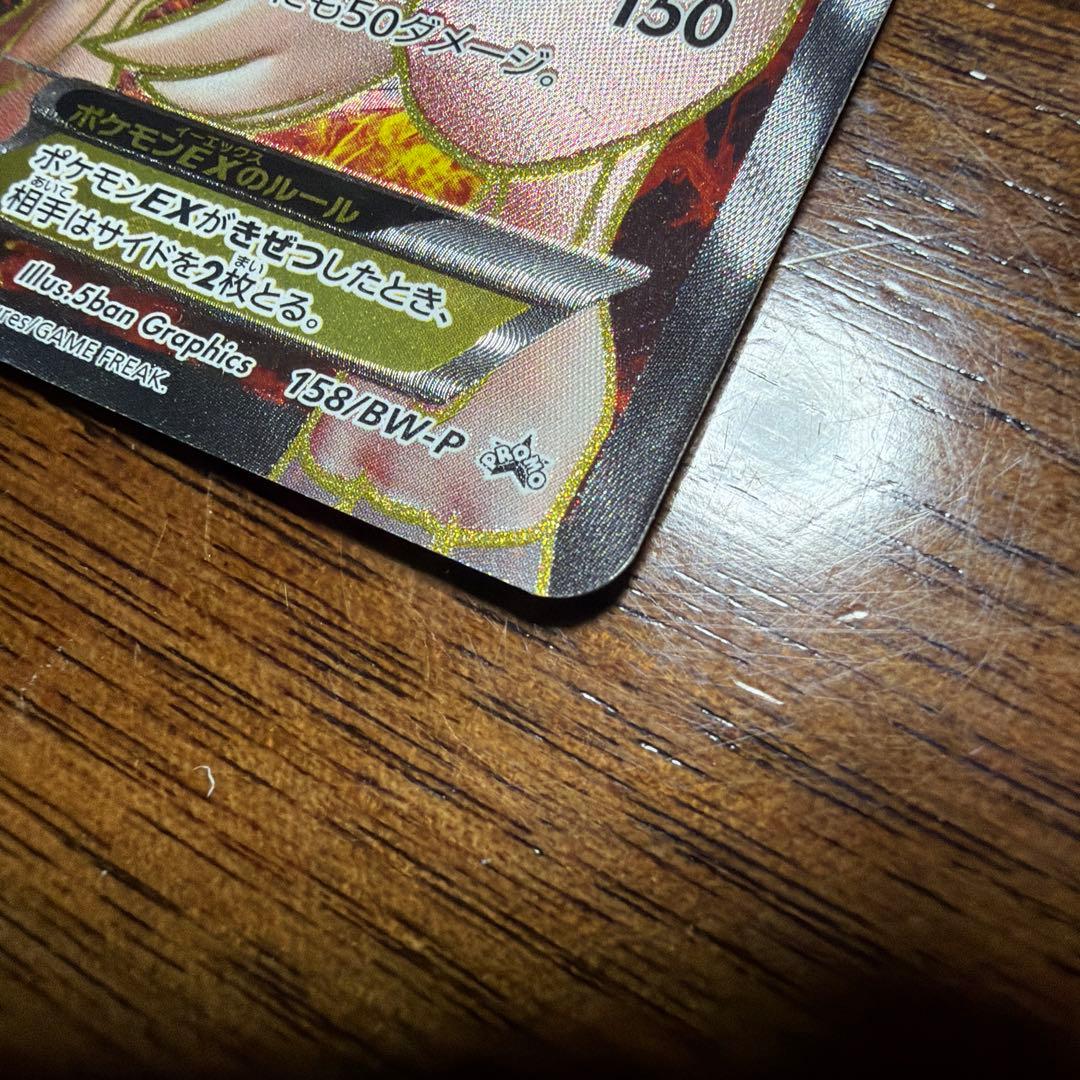 150
にも50ダメージ。
イーエックス
ポケモンEXのルール
ポケモンEXがきぜつしたとき、
あいて まい
相手はサイドを2枚とる。
Illus.5ban Graphics
158/BW-P
PROMO
/GAME FREAK.